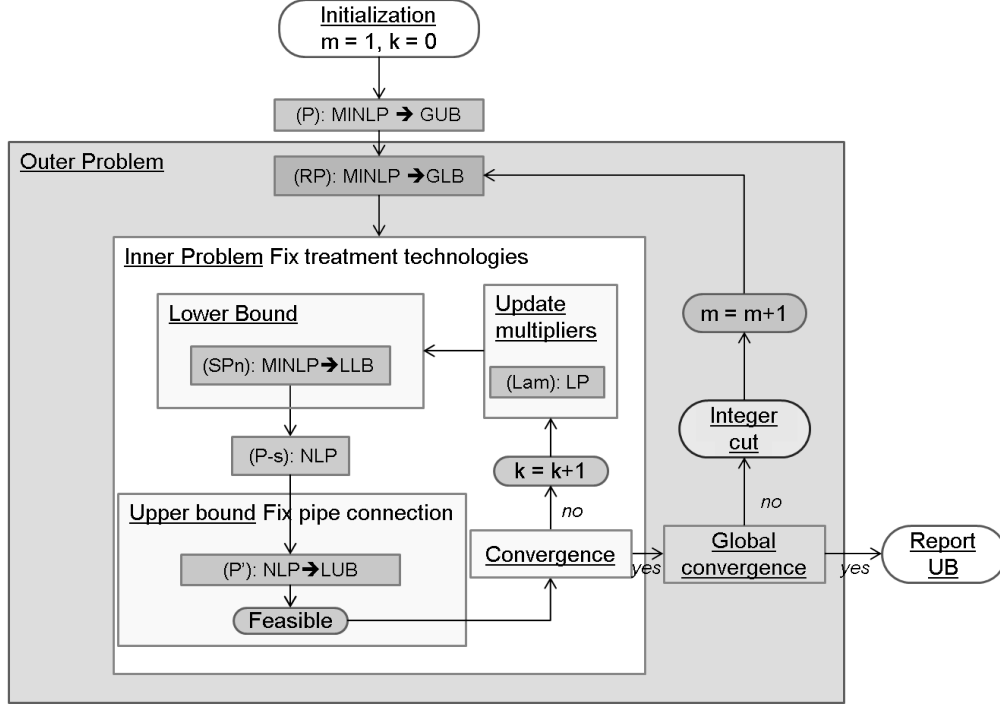 Initialization
m = 1, k = 0
(P): MINLP ➔ GUB
Outer Problem
(RP): MINLP ➔GLB
Inner Problem Fix treatment technologies
Lower Bound
(SPn): MINLP➔LLB
Update
multipliers
(Lam): LP
m = m+1
(P-s): NLP
k = k+1
Integer
cut
Upper bound Fix pipe connection
no
no
(P'): NLP➔LUB
Feasible
Convergence
yes
Global
convergence
yes
Report
UB